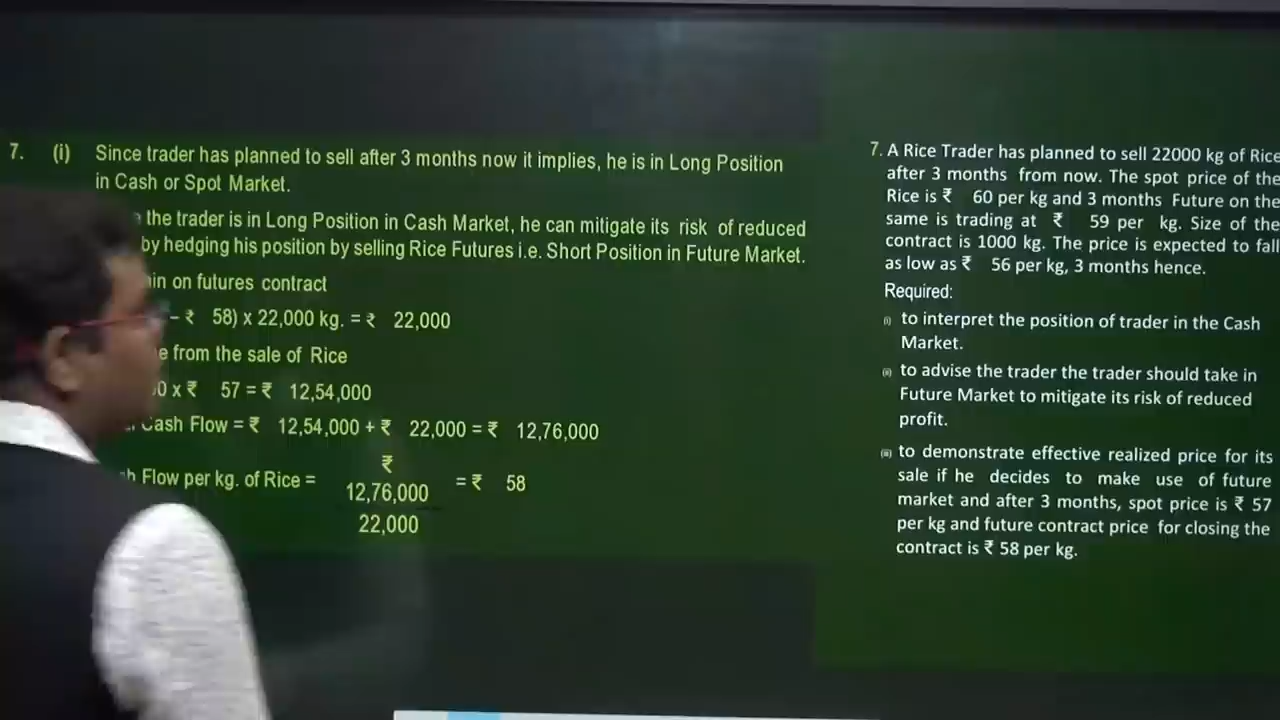 7. (i) Since trader has planned to sell after 3 months now it implies, he is in Long Position
in Cash or Spot Market.
the trader is in Long Position in Cash Market, he can mitigate its risk of reduced
by hedging his position by selling Rice Futures i.e. Short Position in Future Market.
on futures contract
– ₹ 58) x 22,000 kg. = ₹ 22,000
from the sale of Rice
x ₹ 57 = ₹ 12,54,000
Cash Flow = ₹ 12,54,000 + ₹ 22,000 = ₹ 12,76,000
Flow per kg. of Rice = ₹ 12,76,000 / 22,000 = ₹ 58
7. A Rice Trader has planned to sell 22000 kg of Rice
after 3 months from now. The spot price of the
Rice is ₹ 60 per kg and 3 months Future on the
same is trading at ₹ 59 per kg. Size of the
contract is 1000 kg. The price is expected to fall
as low as ₹ 56 per kg, 3 months hence.
Required:
(i) to interpret the position of trader in the Cash
Market.
(ii) to advise the trader the trader should take in
Future Market to mitigate its risk of reduced
profit.
(iii) to demonstrate effective realized price for its
sale if he decides to make use of future
market and after 3 months, spot price is ₹ 57
per kg and future contract price for closing the
contract is ₹ 58 per kg.